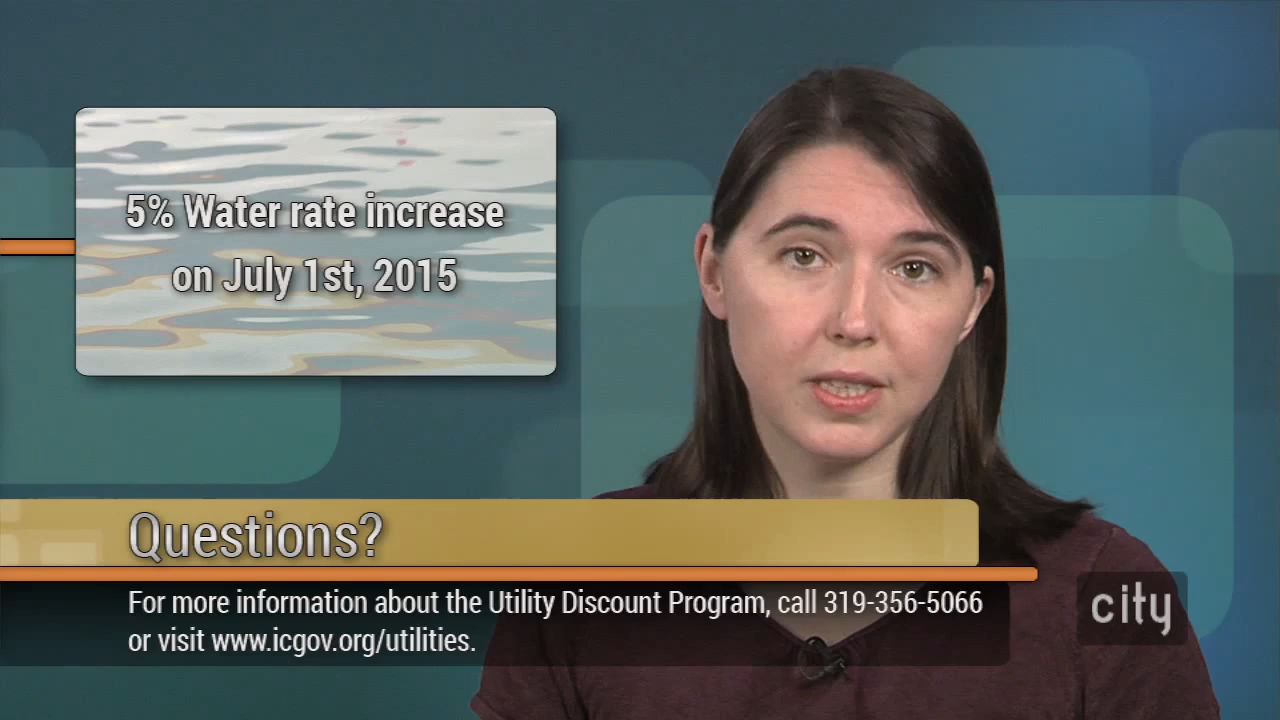 5% Water rate increase
on July 1st, 2015
Questions?
For more information about the Utility Discount Program, call 319-356-5066
or visit www.icgov.org/utilities.
city